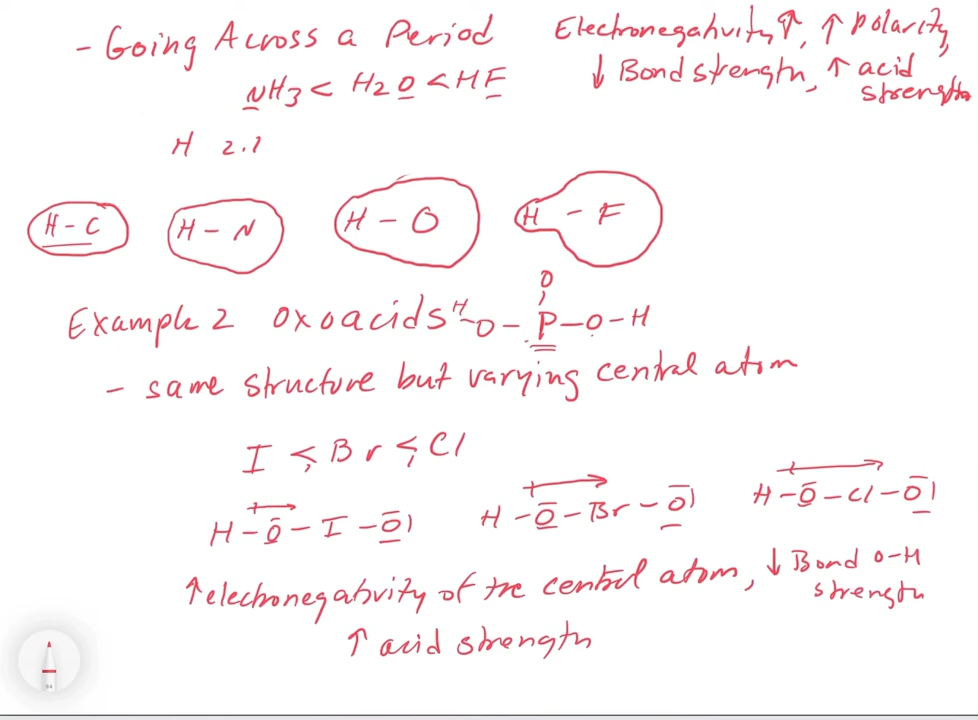 - Going Across a Period
Electronegativity ↑, ↑ polarity,
↓ Bond strength, ↑ acid strength
NH3 < H2O < HF
H 2.1
H - C H - N H - O H - F
O
Example 2 oxoacids H-O-P-O-H
- same structure but varying central atom
I < Br < Cl
H-O-I-O| H-O-Br-O| H-O-Cl-O|
↑ electronegativity of the central atom, ↓ Bond O-H strength
↑ acid strength